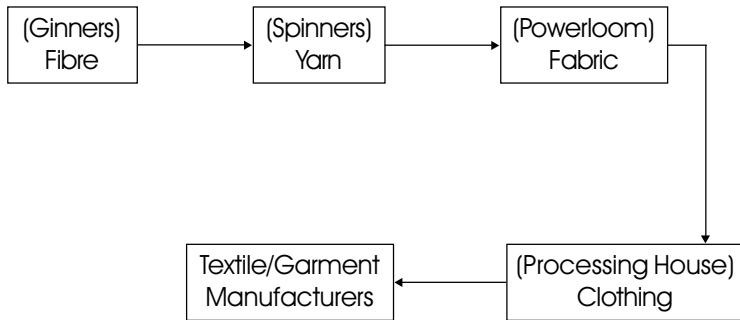 (Ginners)
Fibre
(Spinners)
Yarn
(Powerloom)
Fabric
(Processing House)
Clothing
Textile/Garment
Manufacturers